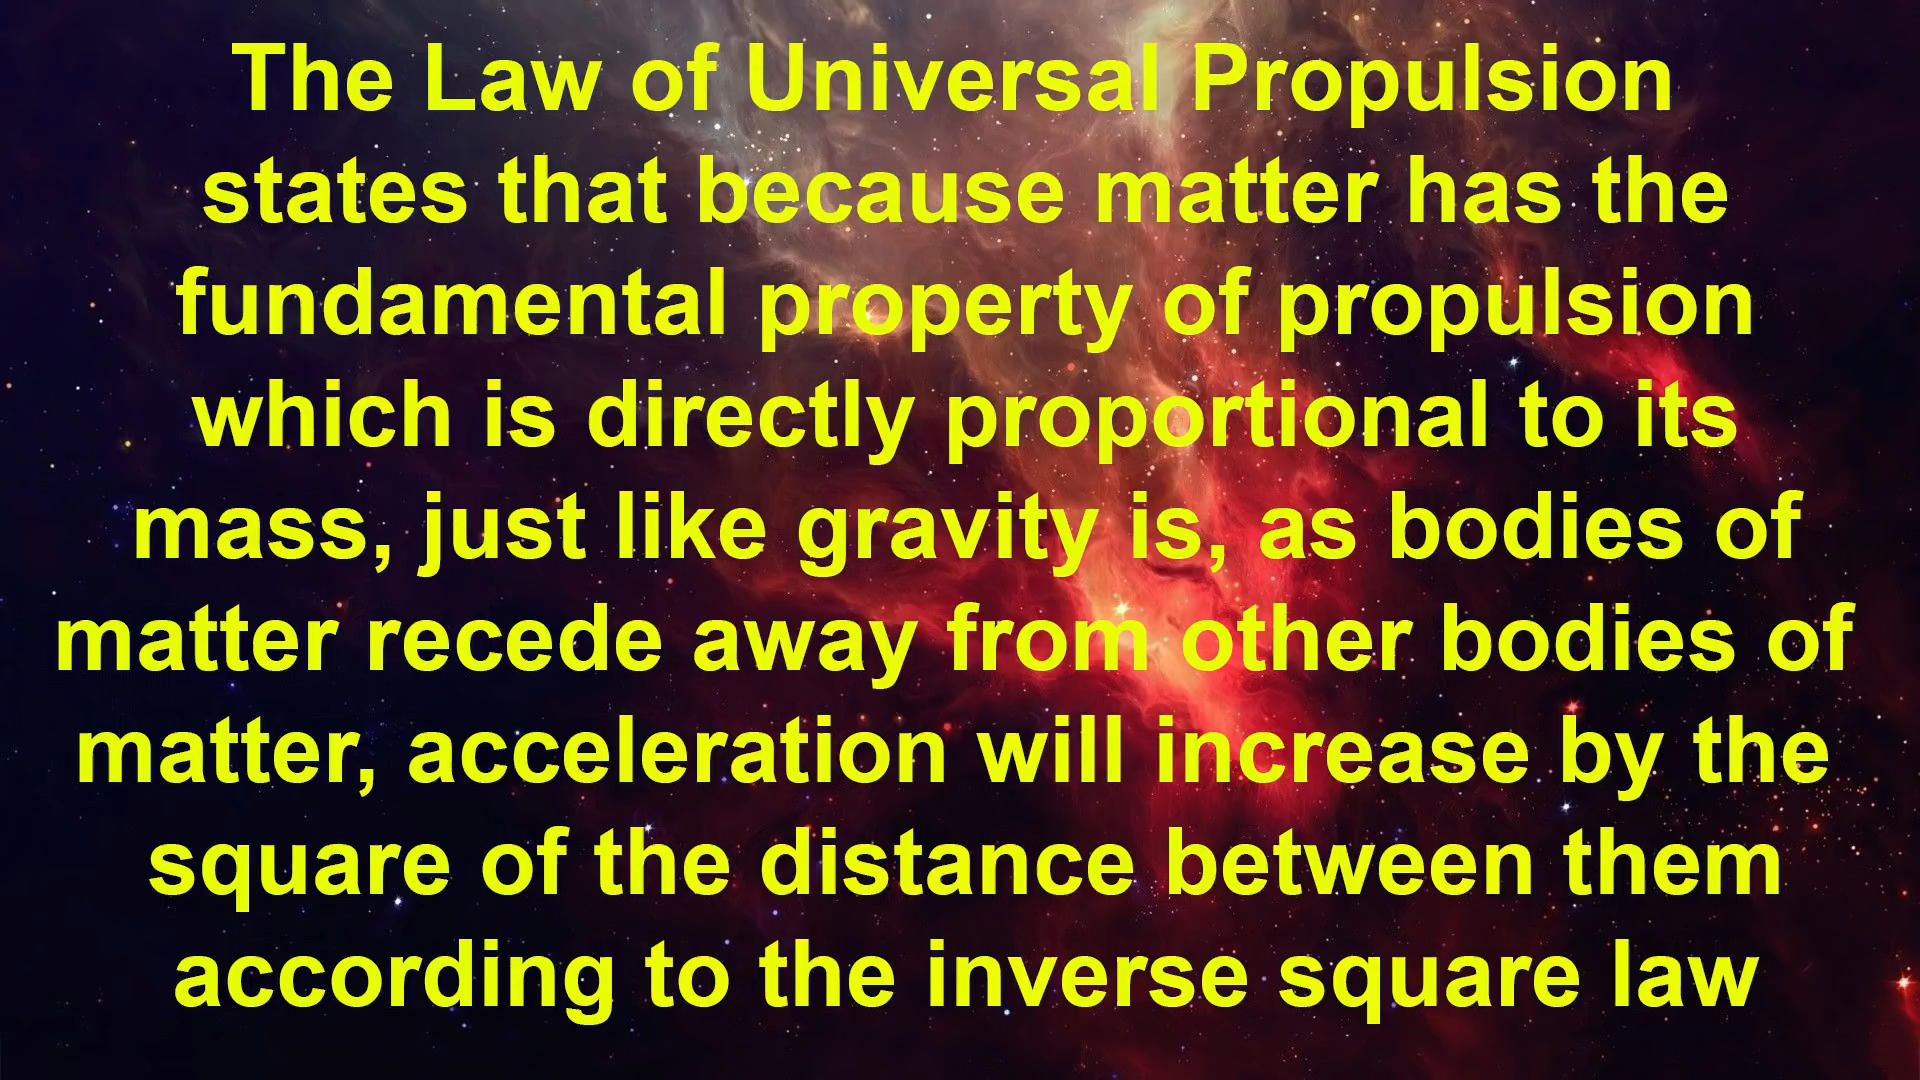 The Law of Universal Propulsion
states that because matter has the
fundamental property of propulsion
which is directly proportional to its
mass, just like gravity is, as bodies of
matter recede away from other bodies of
matter, acceleration will increase by the
square of the distance between them
according to the inverse square law